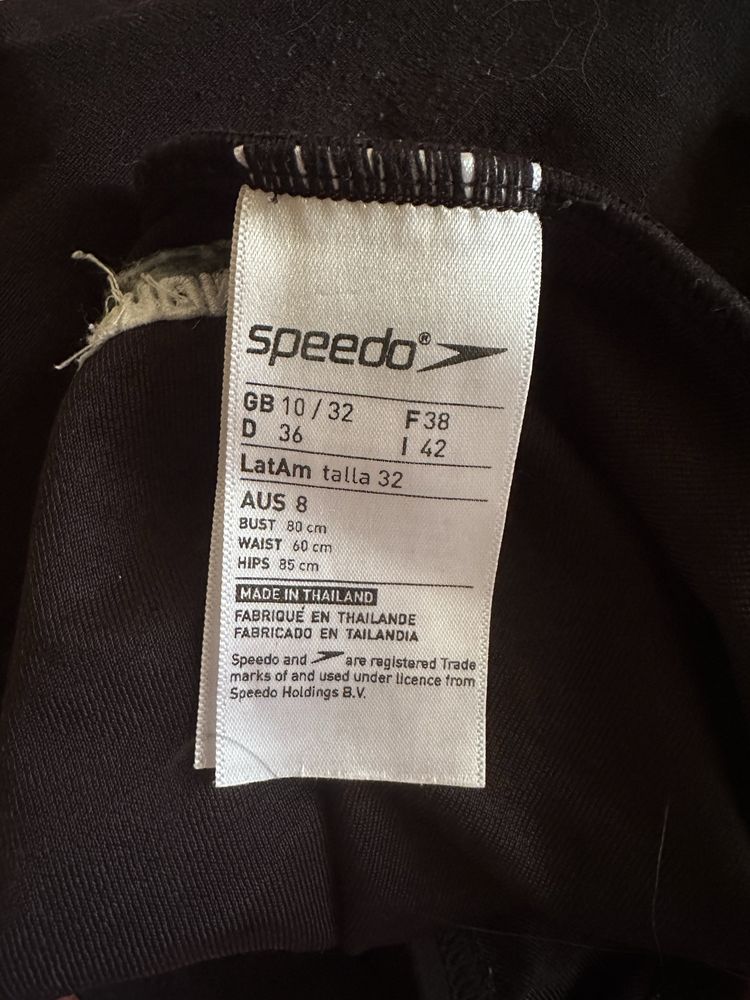 speedo®
GB 10 / 32 F 38
D 36 I 42
LatAm talla 32
AUS 8
BUST 80 cm
WAIST 60 cm
HIPS 85 cm
MADE IN THAILAND
FABRIQUÉ EN THAILANDE
FABRICADO EN TAILANDIA
Speedo and are registered Trade
marks of and used under licence from
Speedo Holdings B.V.